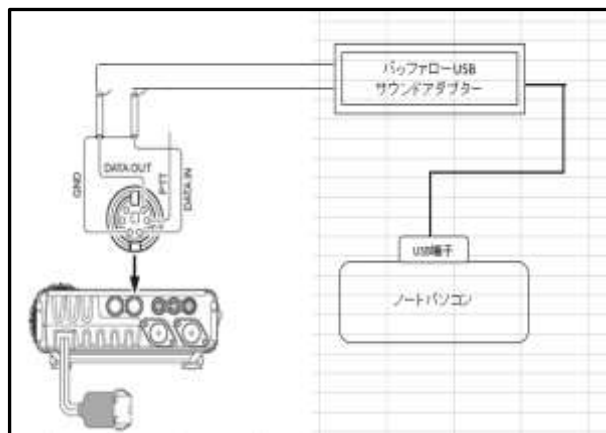 バッファローUSB
サウンドアダプター
DATA OUT
GND
PTT
DATA IN
USB端子
ノートパソコン